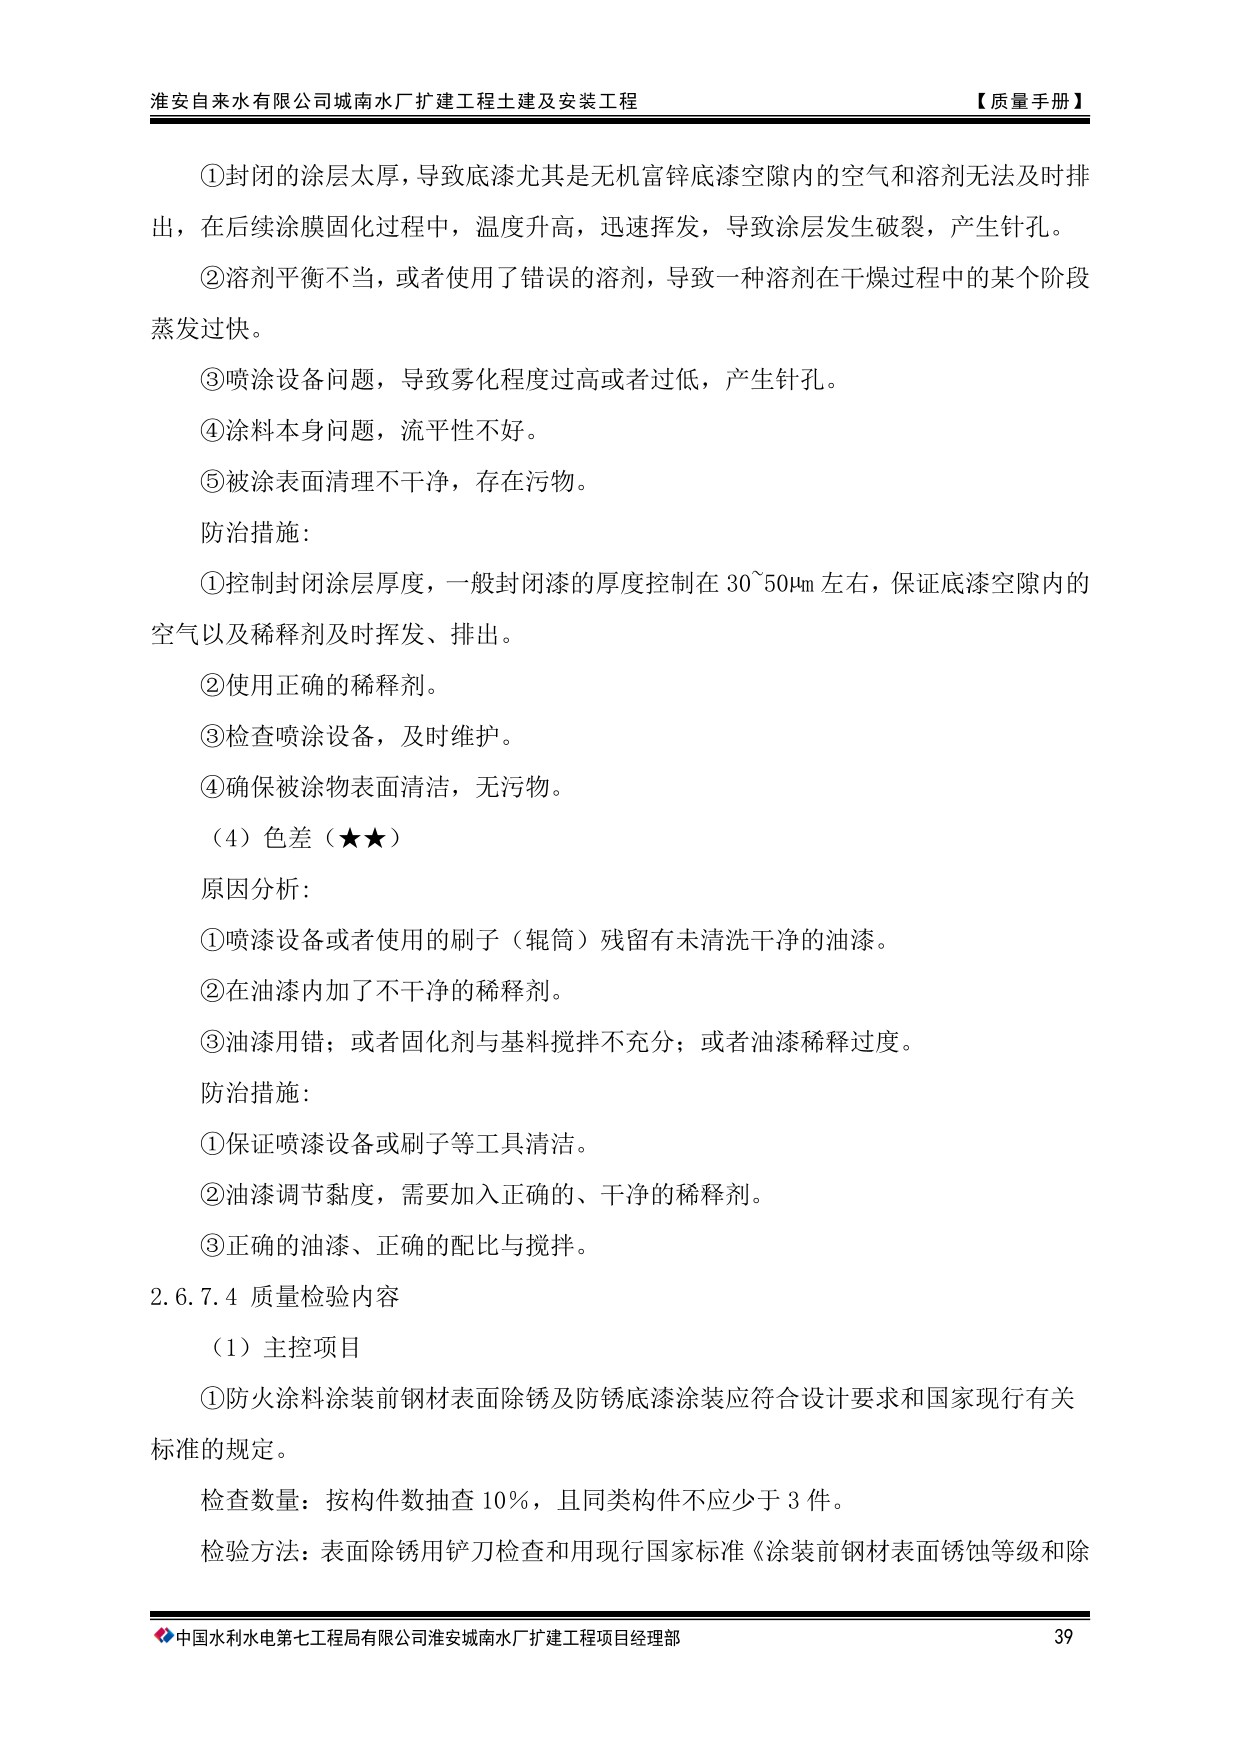 淮安自来水有限公司城南水厂扩建工程土建及安装工程 【质量手册】
①封闭的涂层太厚，导致底漆尤其是无机富锌底漆空隙内的空气和溶剂无法及时排
出，在后续涂膜固化过程中，温度升高，迅速挥发，导致涂层发生破裂，产生针孔。
②溶剂平衡不当，或者使用了错误的溶剂，导致一种溶剂在干燥过程中的某个阶段
蒸发过快。
③喷涂设备问题，导致雾化程度过高或者过低，产生针孔。
④涂料本身问题，流平性不好。
⑤被涂表面清理不干净，存在污物。
防治措施：
①控制封闭涂层厚度，一般封闭漆的厚度控制在 30~50μm 左右，保证底漆空隙内的
空气以及稀释剂及时挥发、排出。
②使用正确的稀释剂。
③检查喷涂设备，及时维护。
④确保被涂物表面清洁，无污物。
（4）色差（★★）
原因分析：
①喷漆设备或者使用的刷子（辊筒）残留有未清洗干净的油漆。
②在油漆内加了不干净的稀释剂。
③油漆用错；或者固化剂与基料搅拌不充分；或者油漆稀释过度。
防治措施：
①保证喷漆设备或刷子等工具清洁。
②油漆调节黏度，需要加入正确的、干净的稀释剂。
③正确的油漆、正确的配比与搅拌。
2.6.7.4 质量检验内容
（1）主控项目
①防火涂料涂装前钢材表面除锈及防锈底漆涂装应符合设计要求和国家现行有关
标准的规定。
检查数量：按构件数抽查 10%，且同类构件不应少于 3 件。
检验方法：表面除锈用铲刀检查和用现行国家标准《涂装前钢材表面锈蚀等级和除
中国水利水电第七工程局有限公司淮安城南水厂扩建工程项目经理部 39